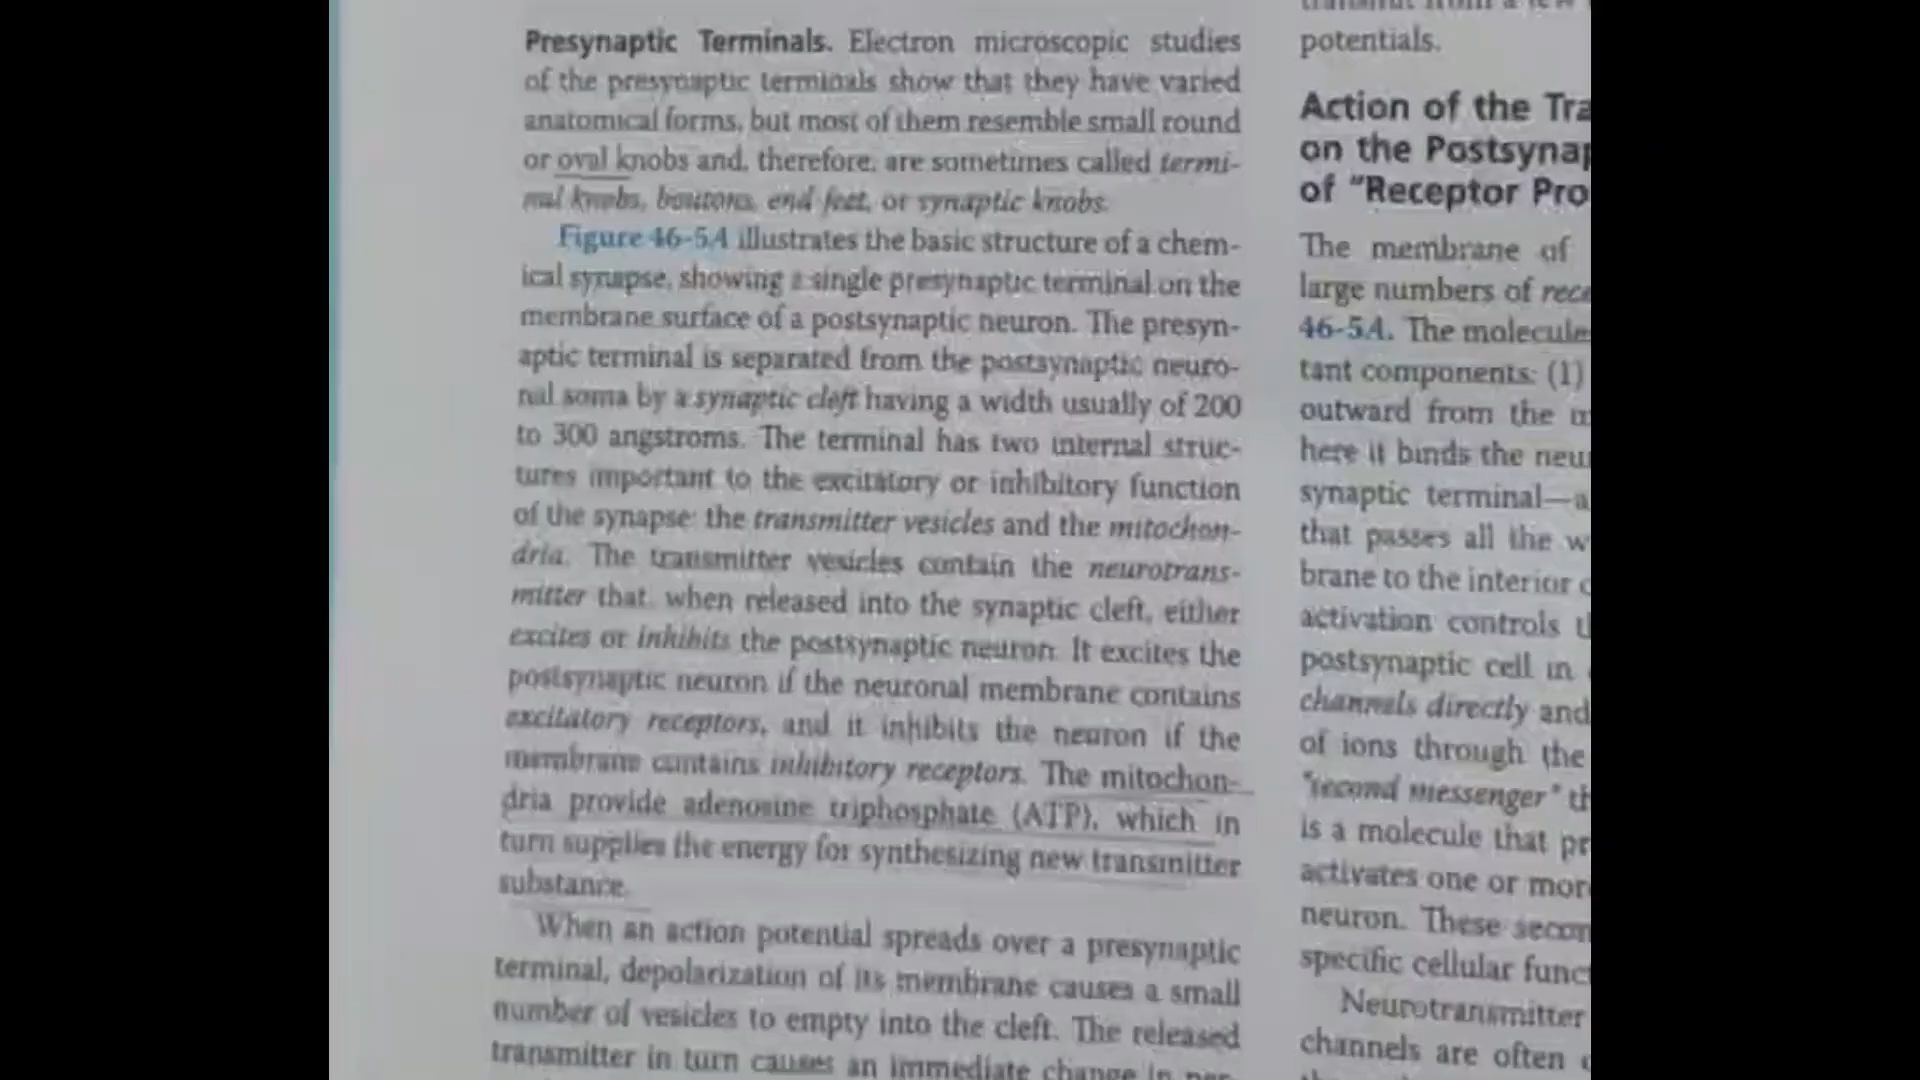 Presynaptic Terminals. Electron microscopic studies
of the presynaptic terminals show that they have varied
anatomical forms, but most of them resemble small round
or oval knobs and, therefore, are sometimes called termi-
nal knobs, boutons, end-feet, or synaptic knobs.
Figure 46-5A illustrates the basic structure of a chem-
ical synapse, showing a single presynaptic terminal on the
membrane surface of a postsynaptic neuron. The presyn-
aptic terminal is separated from the postsynaptic neuro-
nal soma by a synaptic cleft having a width usually of 200
to 300 angstroms. The terminal has two internal struc-
tures important to the excitatory or inhibitory function
of the synapse: the transmitter vesicles and the mitochon-
dria. The transmitter vesicles contain the neurotrans-
mitter that, when released into the synaptic cleft, either
excites or inhibits the postsynaptic neuron. It excites the
postsynaptic neuron if the neuronal membrane contains
excitatory receptors, and it inhibits the neuron if the
membrane contains inhibitory receptors. The mitochon-
dria provide adenosine triphosphate (ATP), which in
turn supplies the energy for synthesizing new transmitter
substance.
When an action potential spreads over a presynaptic
terminal, depolarization of its membrane causes a small
number of vesicles to empty into the cleft. The released
transmitter in turn causes an immediate change in per-
potentials.
Action of the Tra
on the Postsynap
of "Receptor Pro
The membrane of
large numbers of rece
46-5A. The molecule
tant components: (1)
outward from the
here it binds the neu
synaptic terminal—a
that passes all the w
brane to the interior
activation controls
postsynaptic cell in
channels directly and
of ions through the
"second messenger" th
is a molecule that pr
activates one or mor
neuron. These secon
specific cellular func
Neurotransmitter
channels are often